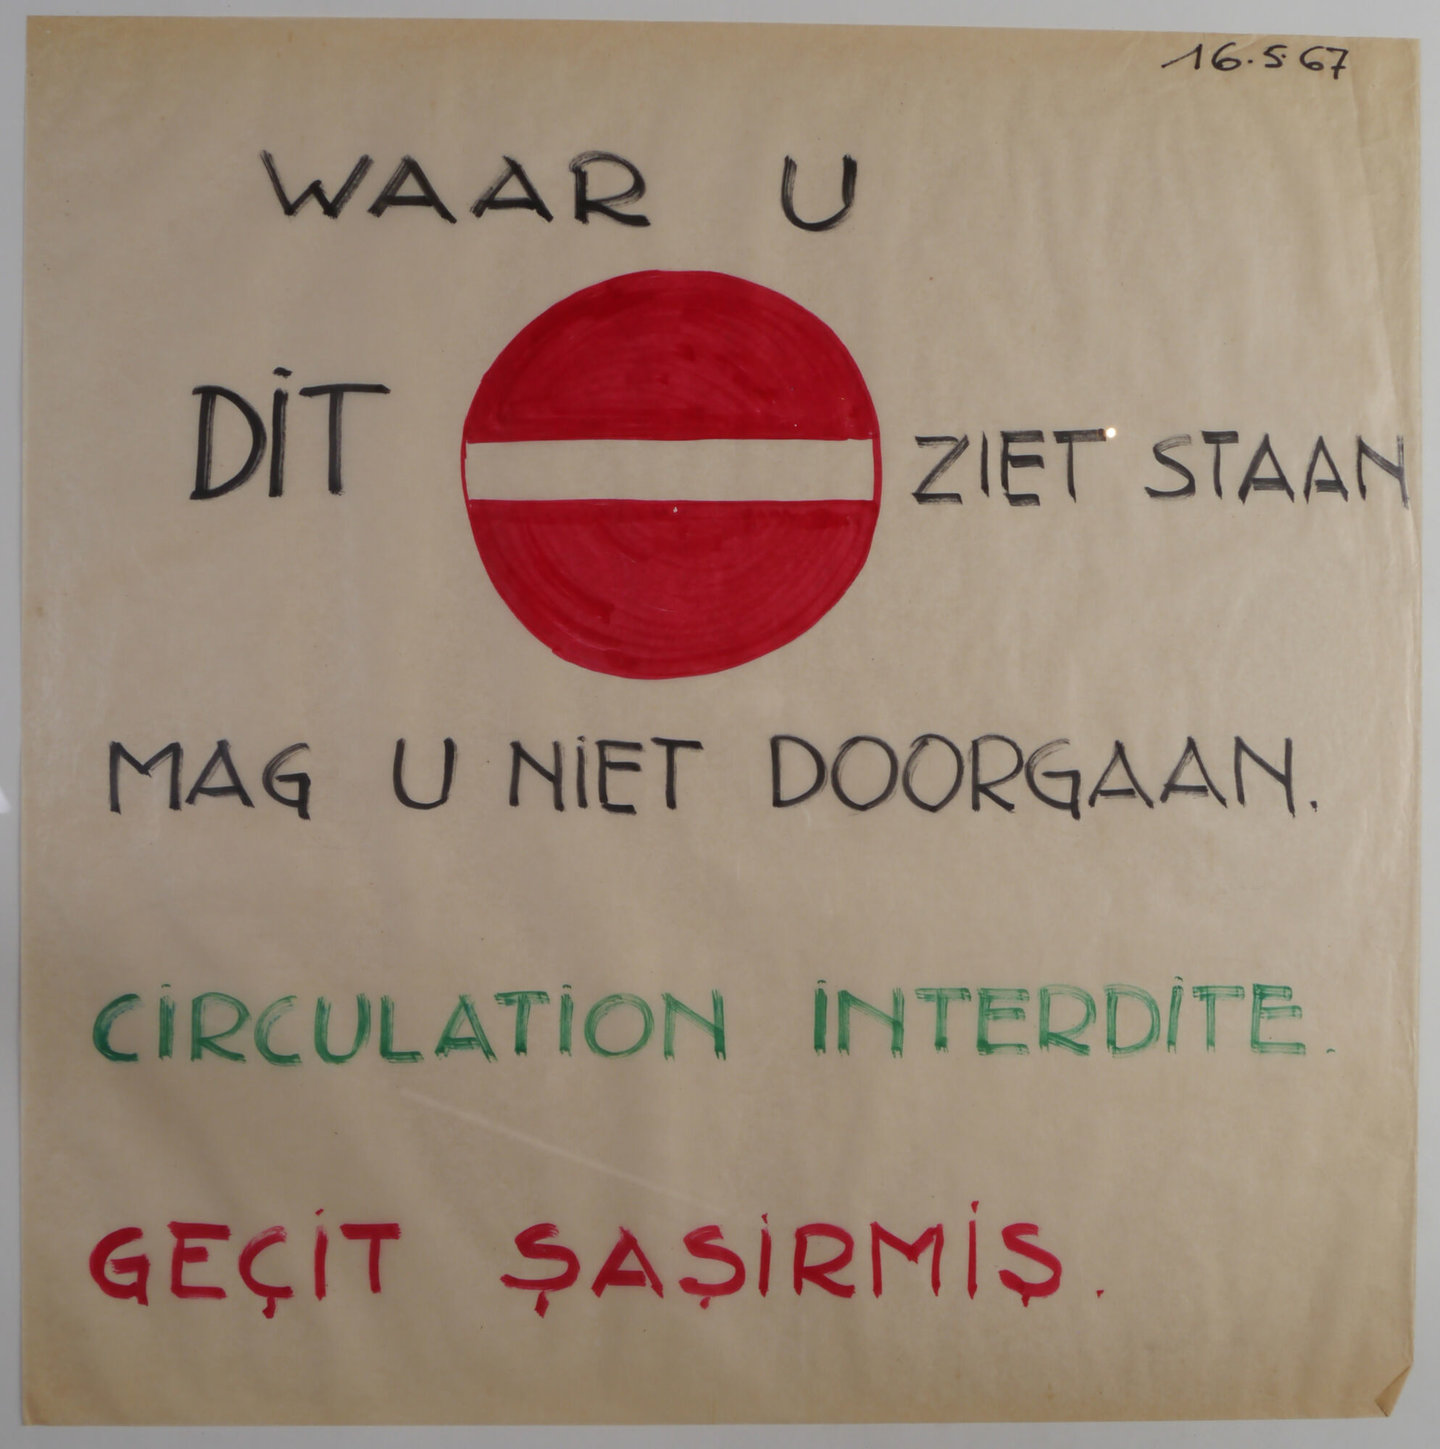 16.5.67
WAAR U
DİT ZIET STAAN
MAG U NİET DOORGAAN.
CİRCULATİON İNTERDİTE.
GEÇİT ŞAŞİRMİŞ.